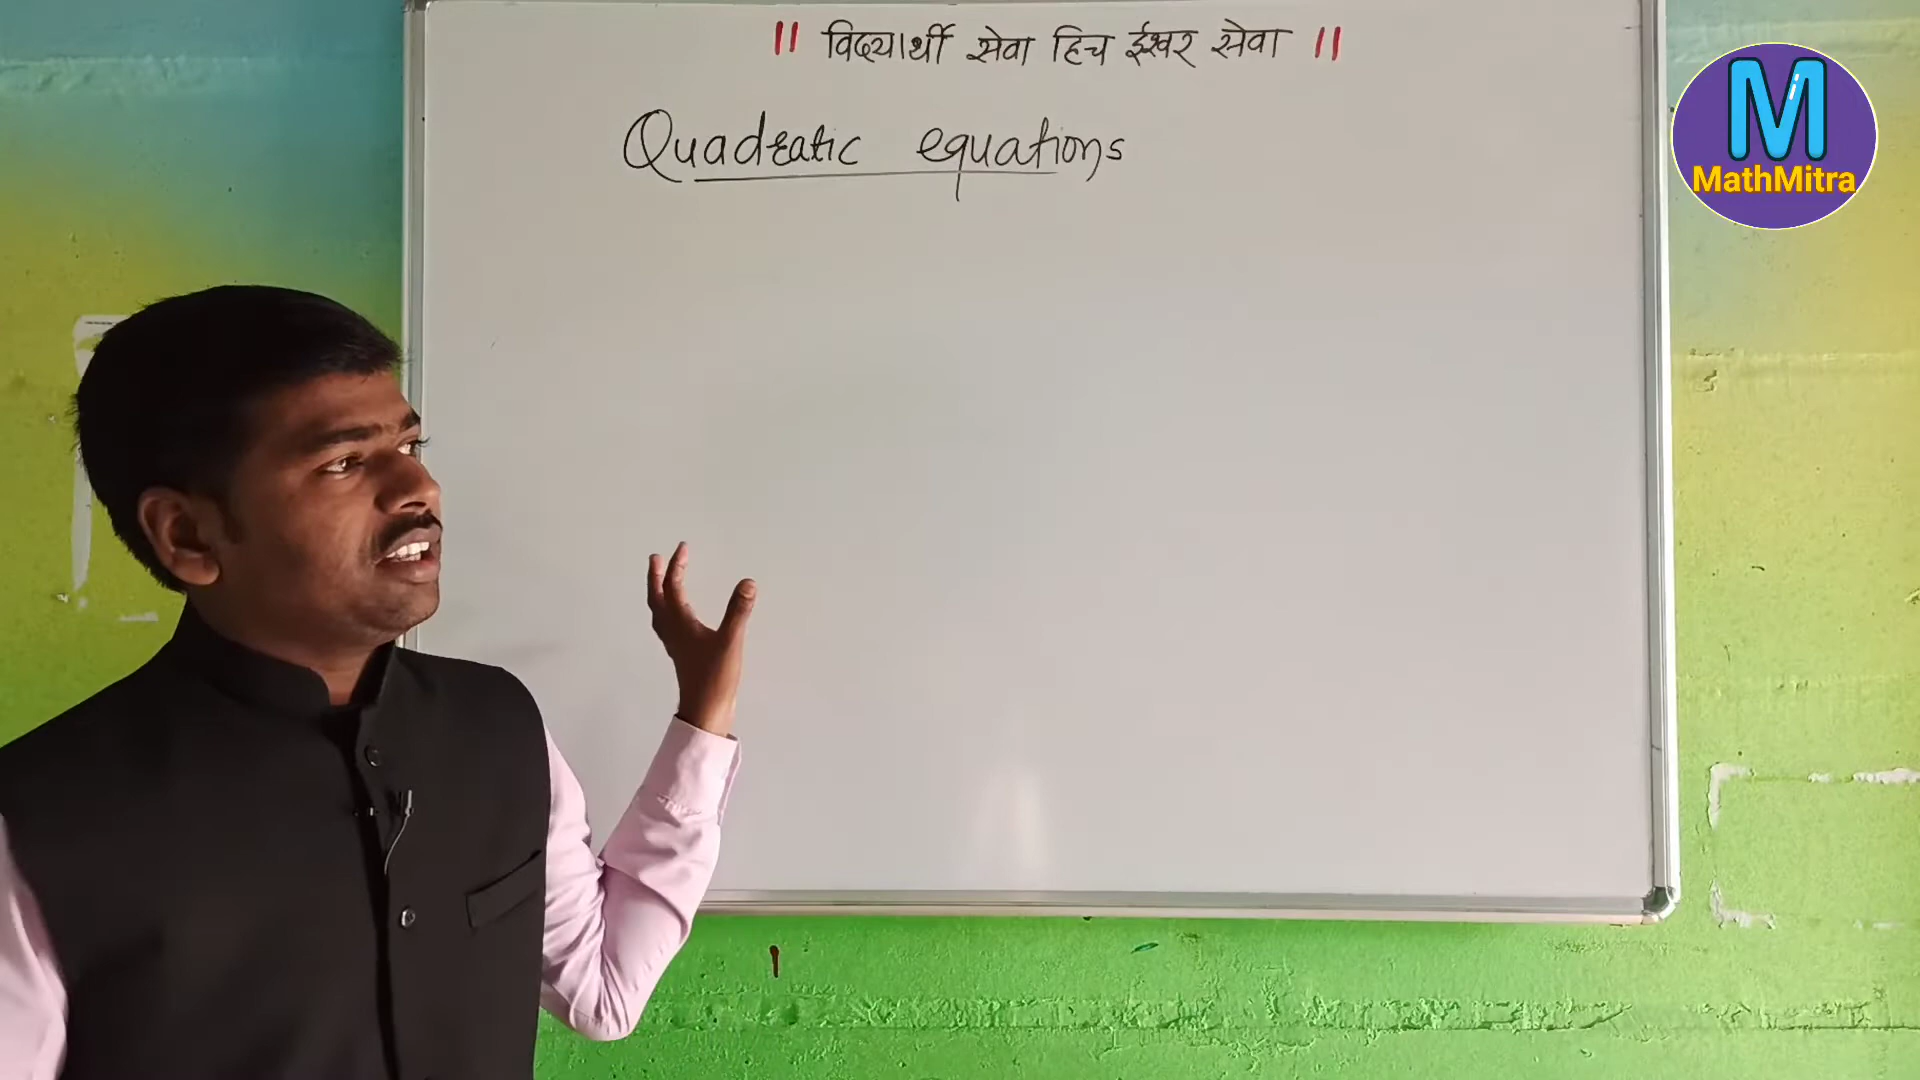 || विद्यार्थी सेवा हिच ईश्वर सेवा ||
Quadratic equations
M
MathMitra